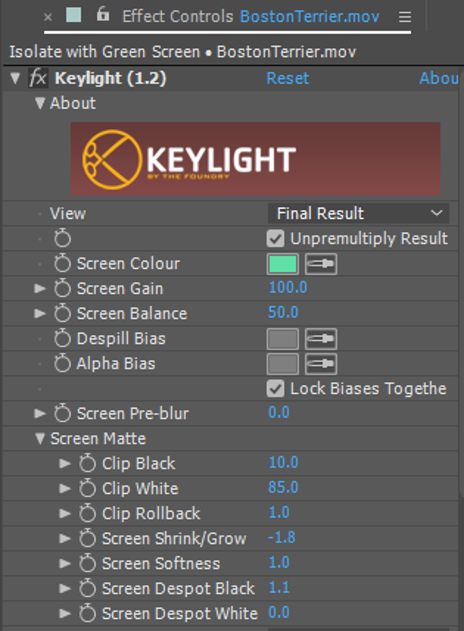 × Effect Controls BostonTerrier.mov ≡
Isolate with Green Screen • BostonTerrier.mov
fx Keylight (1.2) Reset Abou
About
KEYLIGHT
BY THE FOUNDRY
View Final Result
Unpremultiply Result
Screen Colour
Screen Gain 100.0
Screen Balance 50.0
Despill Bias
Alpha Bias
Lock Biases Togethe
Screen Pre-blur 0.0
Screen Matte
Clip Black 10.0
Clip White 85.0
Clip Rollback 1.0
Screen Shrink/Grow -1.8
Screen Softness 1.0
Screen Despot Black 1.1
Screen Despot White 0.0